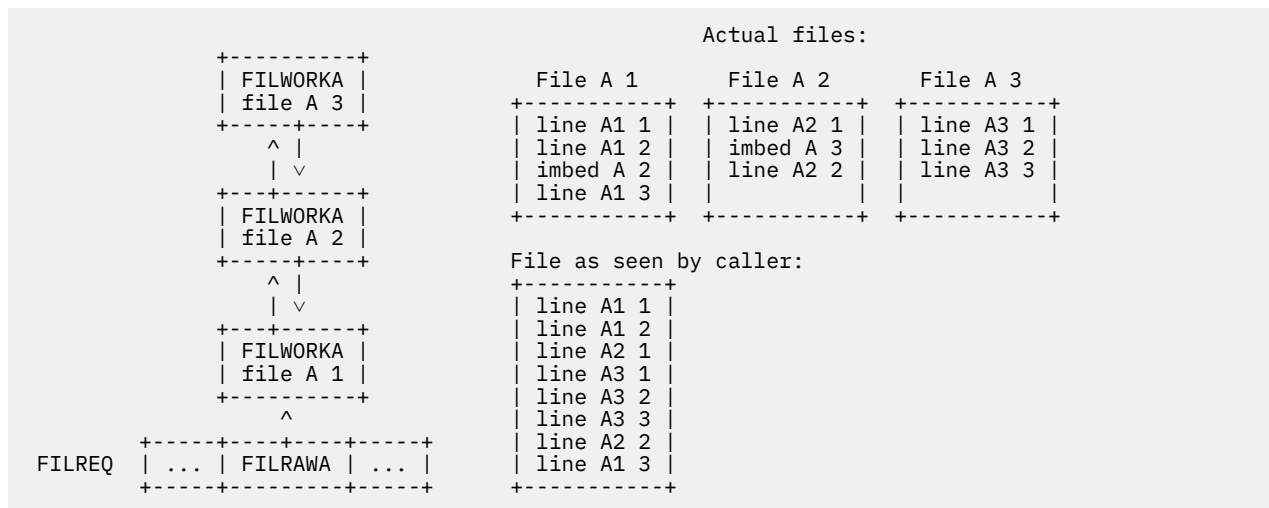 Actual files:
              +----------+
              | FILWORKA |             File A 1       File A 2       File A 3
              | file A 3 |           +-----------+  +-----------+  +-----------+
              +-----+----+           | line A1 1 |  | line A2 1 |  | line A3 1 |
                  ^ |                | line A1 2 |  | imbed A 3 |  | line A3 2 |
                  | v                | imbed A 2 |  | line A2 2 |  | line A3 3 |
              +---+------+           | line A1 3 |  |           |  |           |
              | FILWORKA |           +-----------+  +-----------+  +-----------+
              | file A 2 |
              +-----+----+           File as seen by caller:
                  ^ |                +-----------+
                  | v                | line A1 1 |
              +---+------+           | line A1 2 |
              | FILWORKA |           | line A2 1 |
              | file A 1 |           | line A3 1 |
              +----------+           | line A3 2 |
                   ^                 | line A3 3 |
        +-----+----+----+-----+      | line A2 2 |
FILREQ  | ... | FILRAWA | ... |      | line A1 3 |
        +-----+---------+-----+      +-----------+